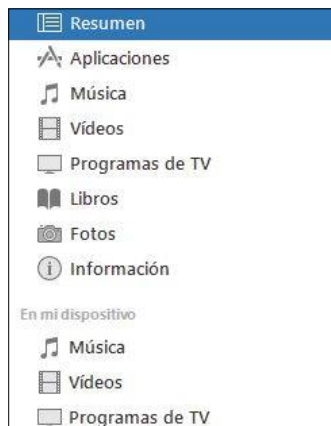 Resumen
Aplicaciones
Música
Vídeos
Programas de TV
Libros
Fotos
Información
En mi dispositivo
Música
Vídeos
Programas de TV